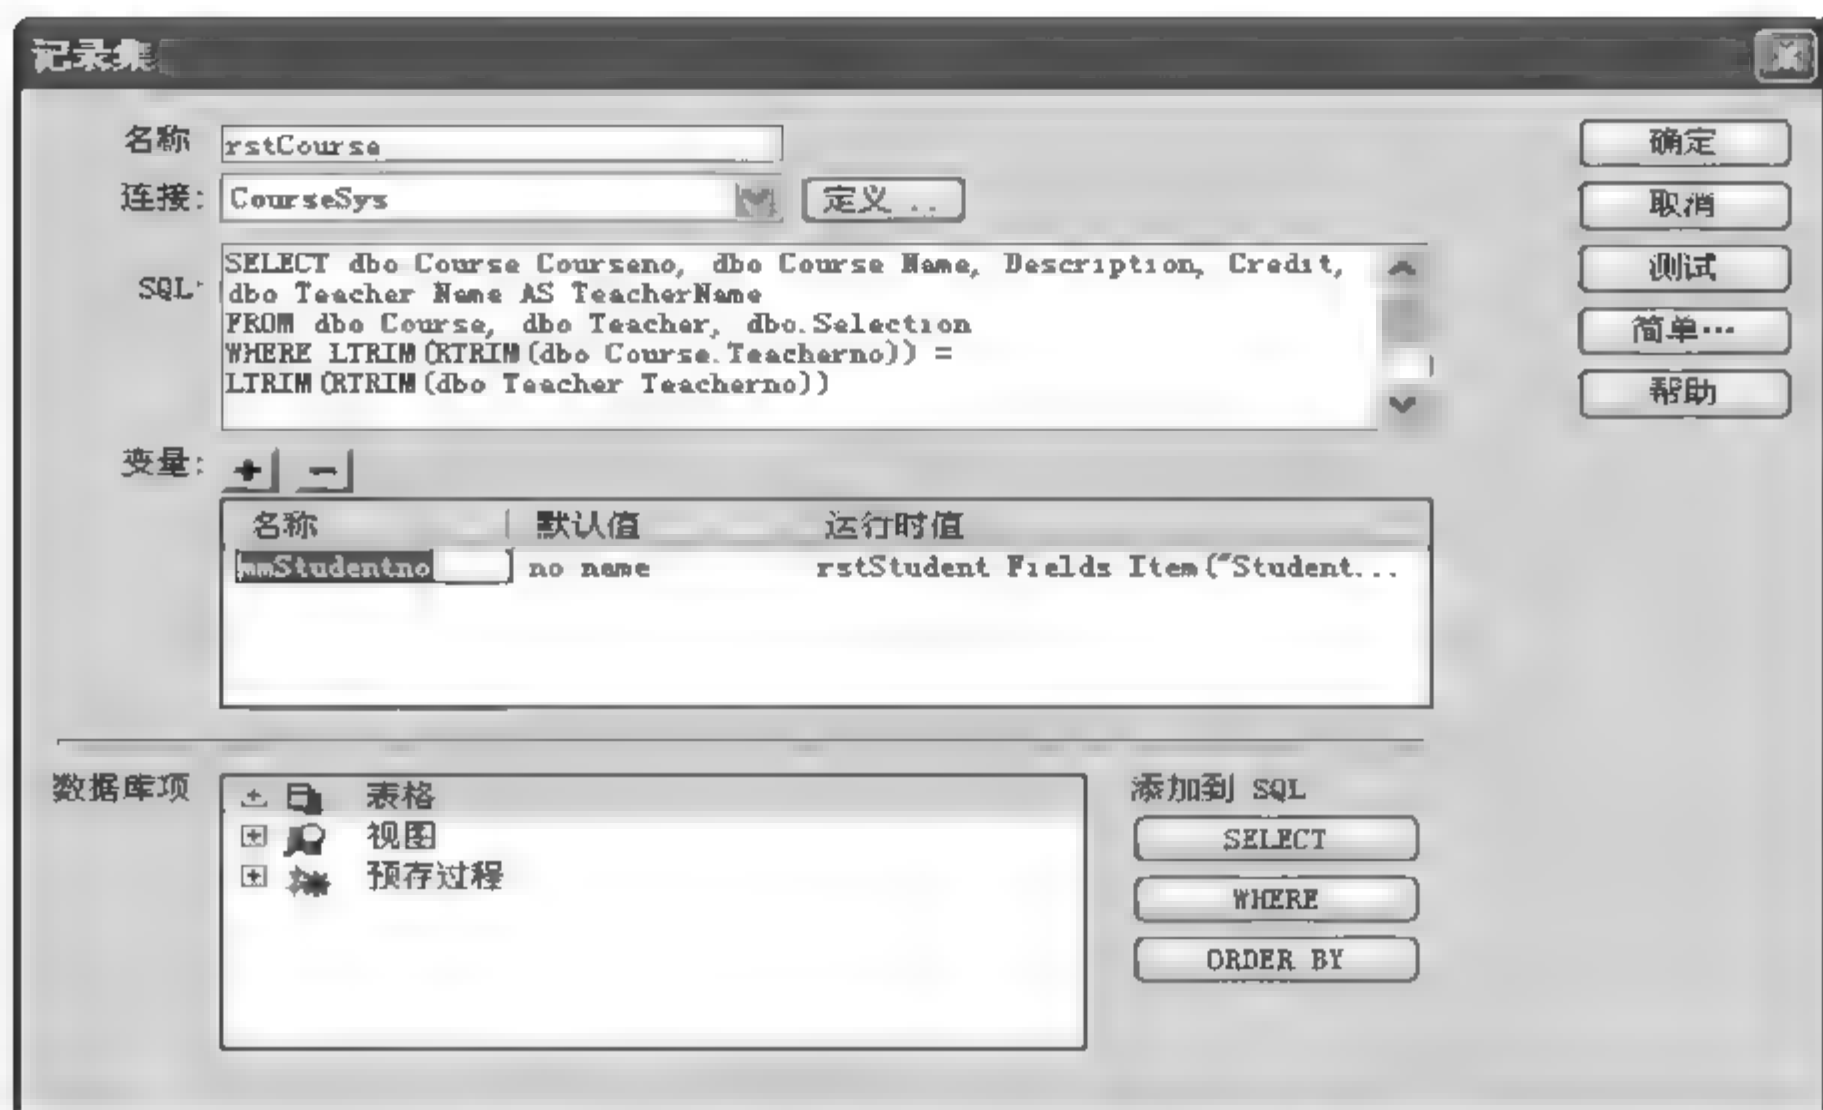 记录集
名称 rstCourse
连接: CourseSys 定义 ..
SQL: SELECT dbo Course Courseno, dbo Course Name, Description, Credit,
dbo Teacher Name AS TeacherName
FROM dbo Course, dbo Teacher, dbo.Selection
WHERE LTRIM(RTRIM(dbo Course.Teacherno)) =
LTRIM(RTRIM(dbo Teacher Teacherno))
确定
取消
测试
简单...
帮助
变量: + −
名称 默认值 运行时值
mmStudentno no name rstStudent Fields Item("Student...
数据库项
表格
视图
预存过程
添加到 SQL
SELECT
WHERE
ORDER BY